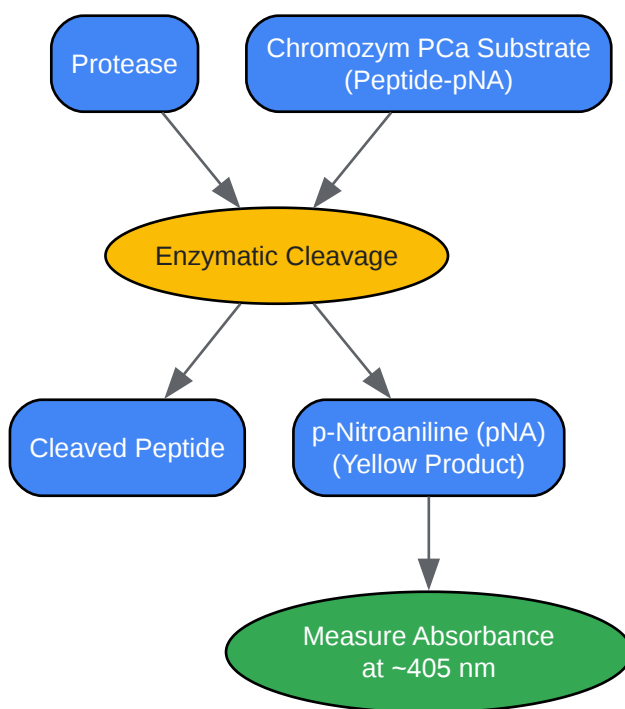 Protease
Chromozym PCa Substrate
(Peptide-pNA)
Enzymatic Cleavage
Cleaved Peptide
p-Nitroaniline (pNA)
(Yellow Product)
Measure Absorbance
at ~405 nm